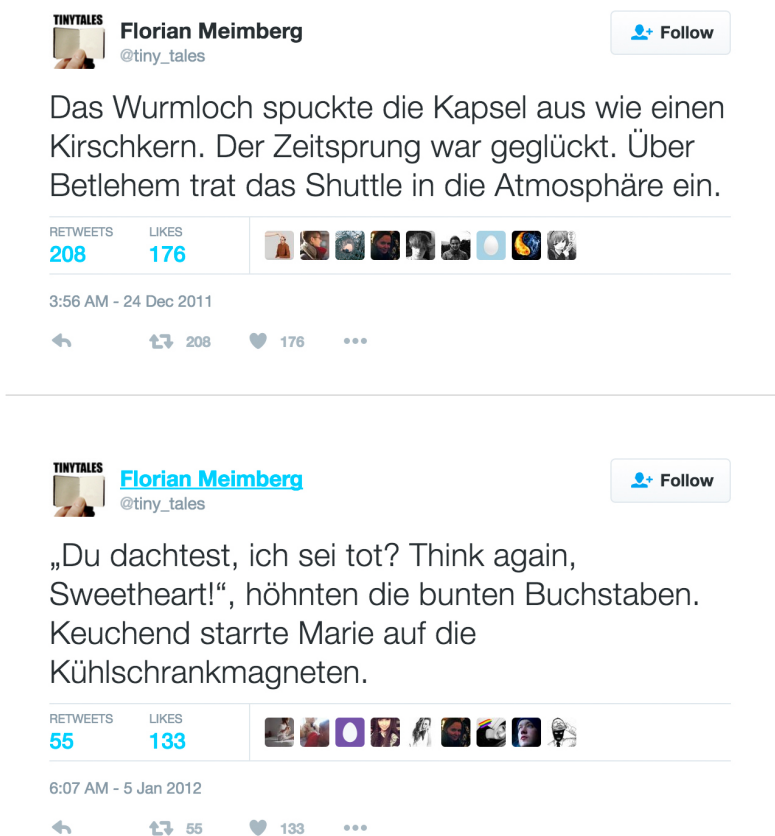 TINYTALES
Florian Meimberg
@tiny_tales
Follow
Das Wurmloch spuckte die Kapsel aus wie einen
Kirschkern. Der Zeitsprung war geglückt. Über
Betlehem trat das Shuttle in die Atmosphäre ein.
RETWEETS LIKES
208 176
3:56 AM - 24 Dec 2011
208 176
TINYTALES
Florian Meimberg
@tiny_tales
Follow
„Du dachtest, ich sei tot? Think again,
Sweetheart!“, höhnten die bunten Buchstaben.
Keuchend starrte Marie auf die
Kühlschrankmagneten.
RETWEETS LIKES
55 133
6:07 AM - 5 Jan 2012
55 133